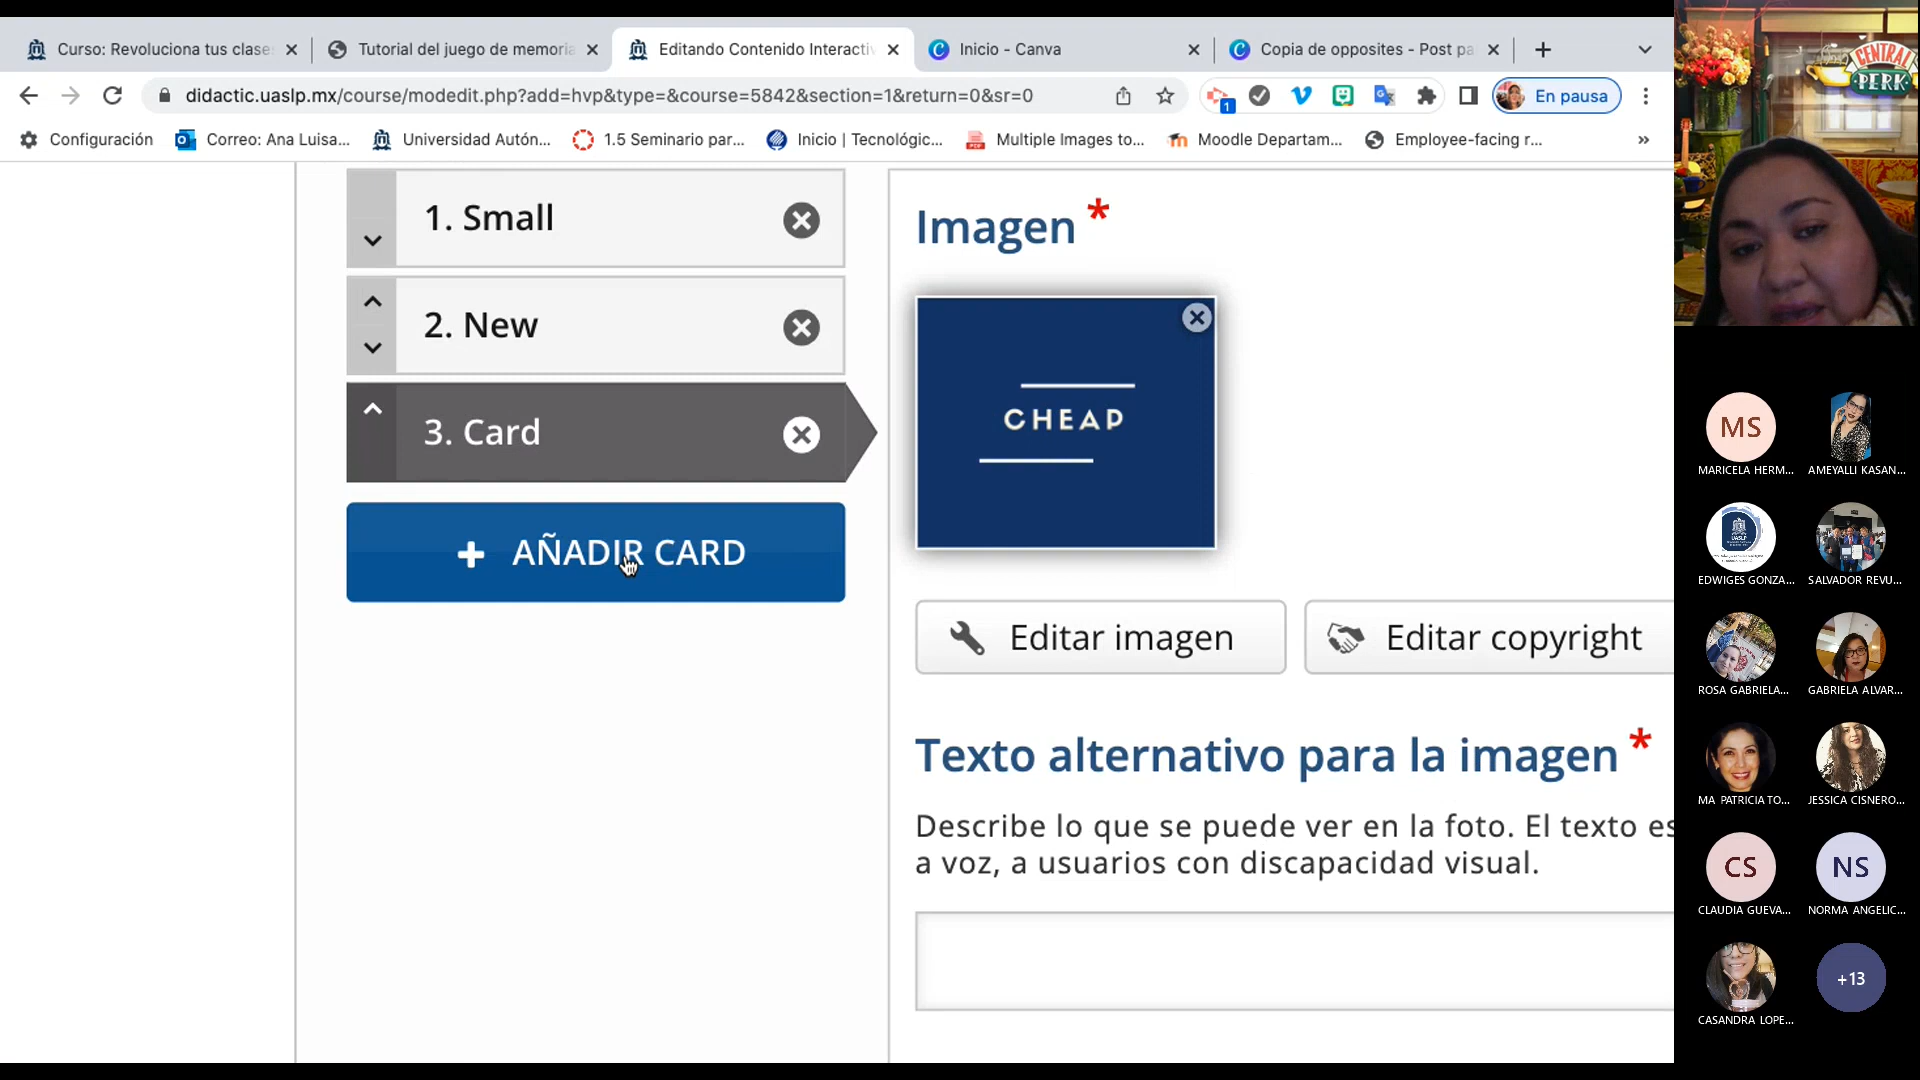 Curso: Revoluciona tus clases
Tutorial del juego de memoria
Editando Contenido Interactiv
Inicio - Canva
Copia de opposites - Post pa
didactic.uaslp.mx/course/modedit.php?add=hvp&type=&course=5842&section=1&return=0&sr=0
1
En pausa
Configuración
Correo: Ana Luisa...
Universidad Autón...
1.5 Seminario par...
Inicio | Tecnológic...
Multiple Images to...
Moodle Departam...
Employee-facing r...
»
1. Small
2. New
3. Card
+ AÑADIR CARD
Imagen *
CHEAP
Editar imagen
Editar copyright
Texto alternativo para la imagen *
Describe lo que se puede ver en la foto. El texto es
a voz, a usuarios con discapacidad visual.
CENTRAL
PERK
MS
MARICELA HERM...
AMEYALLI KASAN...
UASLP
EDWIGES GONZA...
SALVADOR REVU...
ROSA GABRIELA...
GABRIELA ALVAR...
MA PATRICIA TO...
JESSICA CISNERO...
CS
CLAUDIA GUEVA...
NS
NORMA ANGELIC...
CASANDRA LOPE...
+13